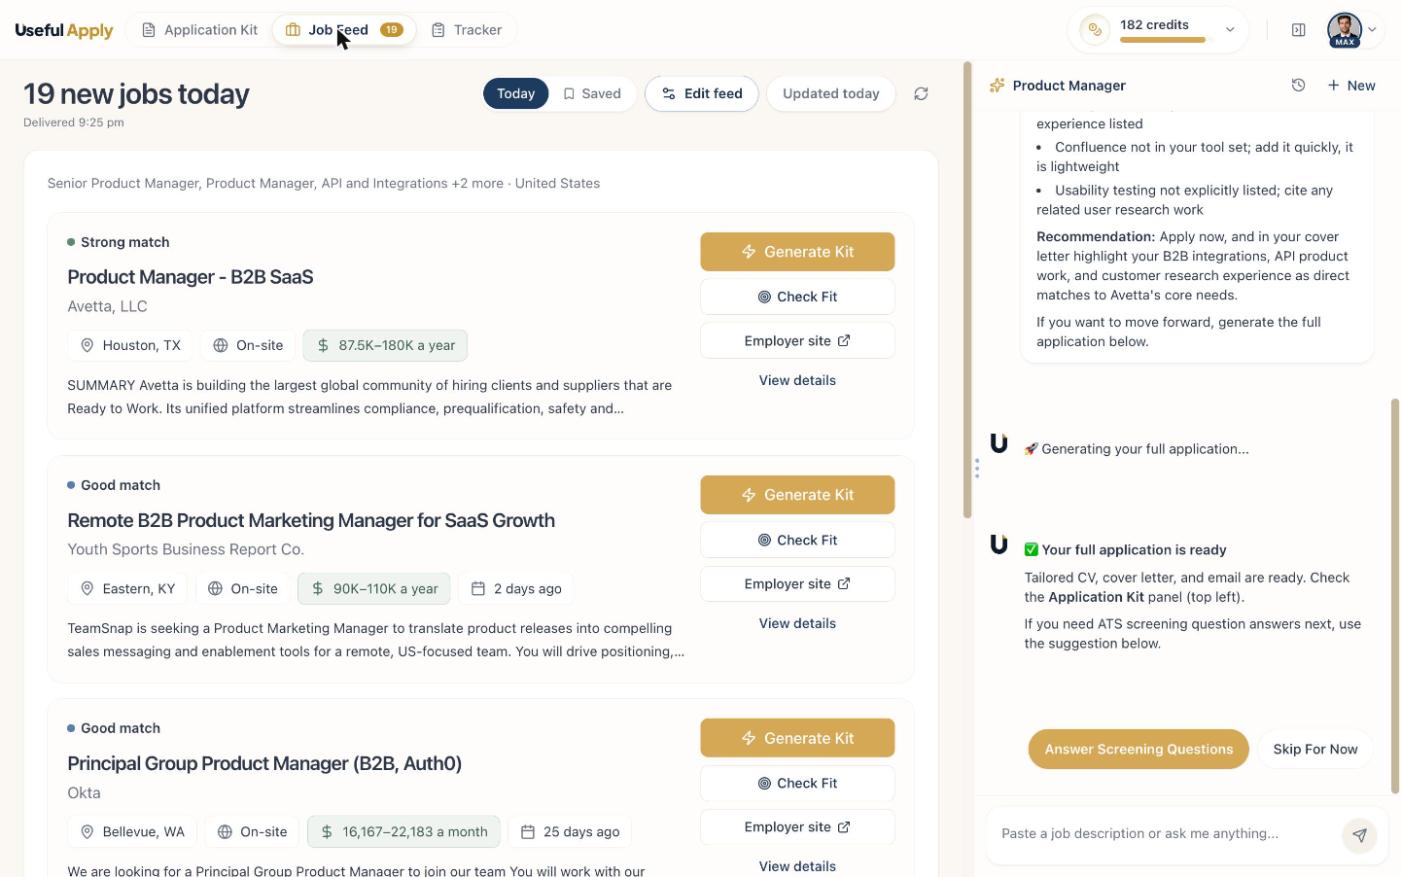 UsefulApply
Application Kit
Job Feed 19
Tracker
182 credits
MAX
19 new jobs today
Delivered 9:25 pm
Today
Saved
Edit feed
Updated today
Senior Product Manager, Product Manager, API and Integrations +2 more · United States
Strong match
Product Manager - B2B SaaS
Avetta, LLC
Houston, TX
On-site
$ 87.5K–180K a year
SUMMARY Avetta is building the largest global community of hiring clients and suppliers that are
Ready to Work. Its unified platform streamlines compliance, prequalification, safety and...
Generate Kit
Check Fit
Employer site
View details
Good match
Remote B2B Product Marketing Manager for SaaS Growth
Youth Sports Business Report Co.
Eastern, KY
On-site
$ 90K–110K a year
2 days ago
TeamSnap is seeking a Product Marketing Manager to translate product releases into compelling
sales messaging and enablement tools for a remote, US-focused team. You will drive positioning,...
Generate Kit
Check Fit
Employer site
View details
Good match
Principal Group Product Manager (B2B, Auth0)
Okta
Bellevue, WA
On-site
$ 16,167–22,183 a month
25 days ago
We are looking for a Principal Group Product Manager to join our team You will work with our
Generate Kit
Check Fit
Employer site
View details
Product Manager
+ New
experience listed
• Confluence not in your tool set; add it quickly, it
is lightweight
• Usability testing not explicitly listed; cite any
related user research work
Recommendation: Apply now, and in your cover
letter highlight your B2B integrations, API product
work, and customer research experience as direct
matches to Avetta's core needs.
If you want to move forward, generate the full
application below.
🚀 Generating your full application...
✅ Your full application is ready
Tailored CV, cover letter, and email are ready. Check
the Application Kit panel (top left).
If you need ATS screening question answers next, use
the suggestion below.
Answer Screening Questions
Skip For Now
Paste a job description or ask me anything...